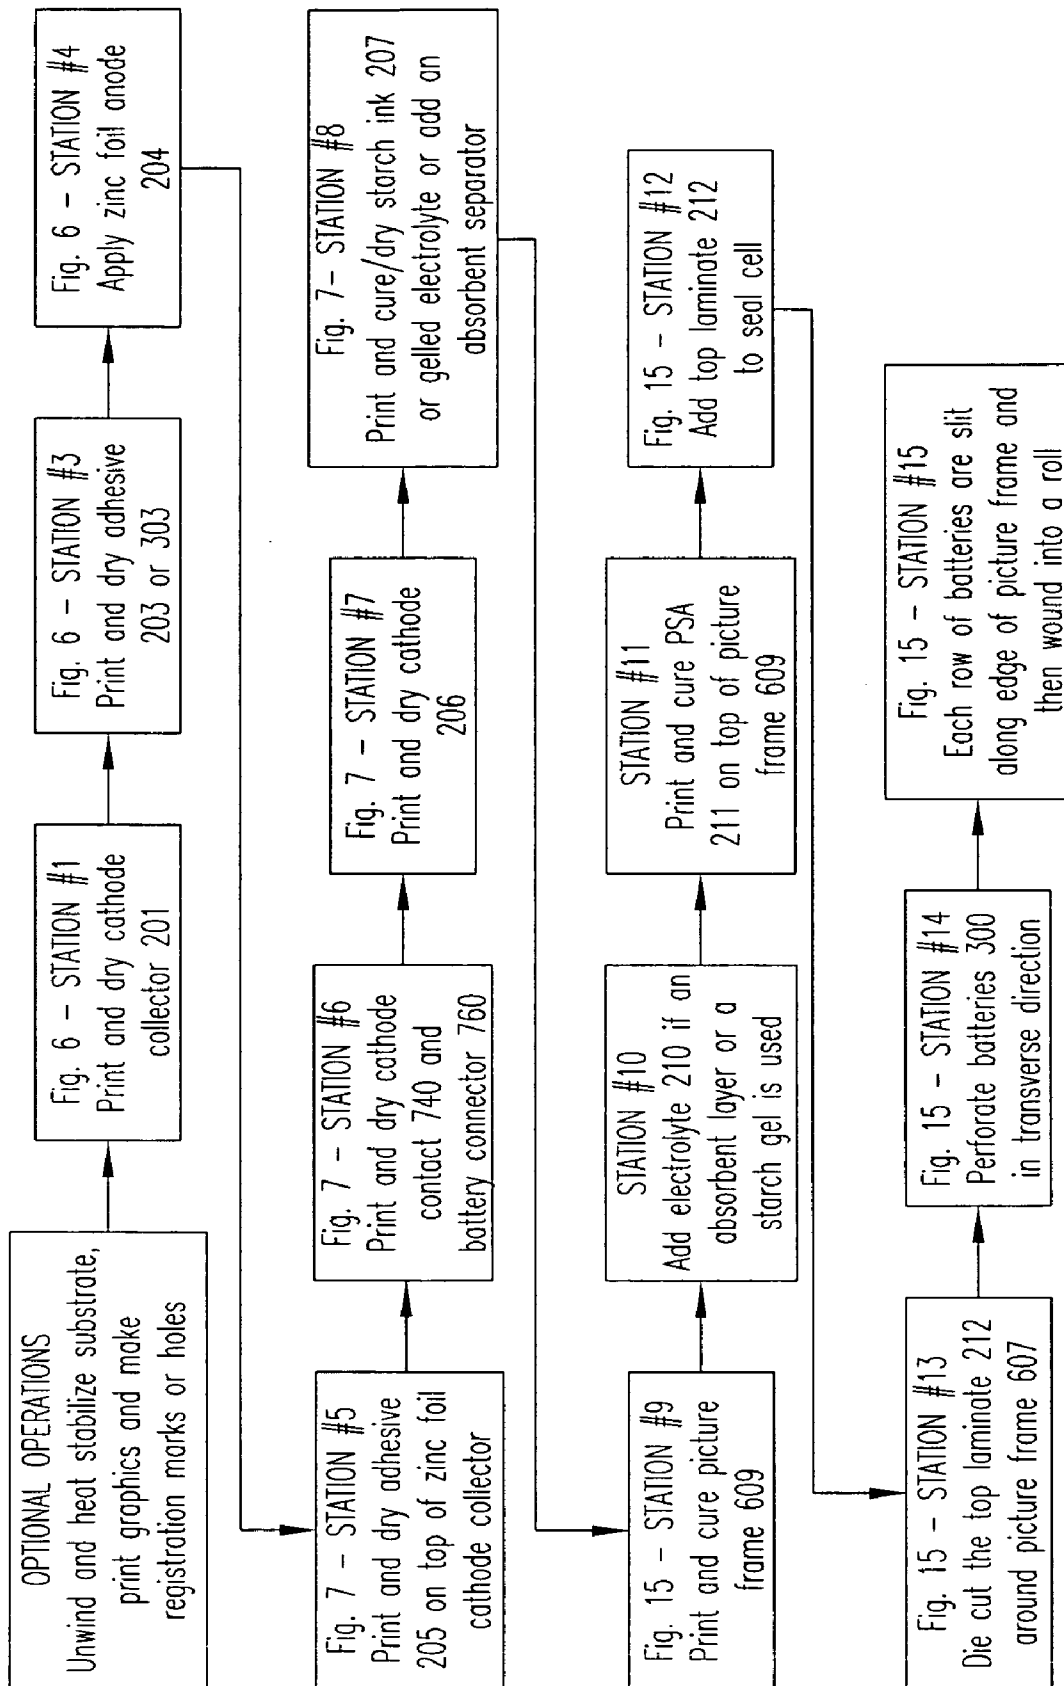 OPTIONAL OPERATIONS
Unwind and heat stabilize substrate,
print graphics and make
registration marks or holes
Fig. 6 – STATION #1
Print and dry cathode
collector 201
Fig. 6 – STATION #3
Print and dry adhesive
203 or 303
Fig. 6 – STATION #4
Apply zinc foil anode
204
Fig. 7 – STATION #5
Print and dry adhesive
205 on top of zinc foil
cathode collector
Fig. 7 – STATION #6
Print and dry cathode
contact 740 and
battery connector 760
Fig. 7 – STATION #7
Print and dry cathode
206
Fig. 7 – STATION #8
Print and cure/dry starch ink 207
or gelled electrolyte or add an
absorbent separator
Fig. 15 – STATION #9
Print and cure picture
frame 609
STATION #10
Add electrolyte 210 if an
absorbent layer or a
starch gel is used
STATION #11
Print and cure PSA
211 on top of picture
frame 609
Fig. 15 – STATION #12
Add top laminate 212
to seal cell
Fig. 15 – STATION #13
Die cut the top laminate 212
around picture frame 607
Fig. 15 – STATION #14
Perforate batteries 300
in transverse direction
Fig. 15 – STATION #15
Each row of batteries are slit
along edge of picture frame and
then wound into a roll